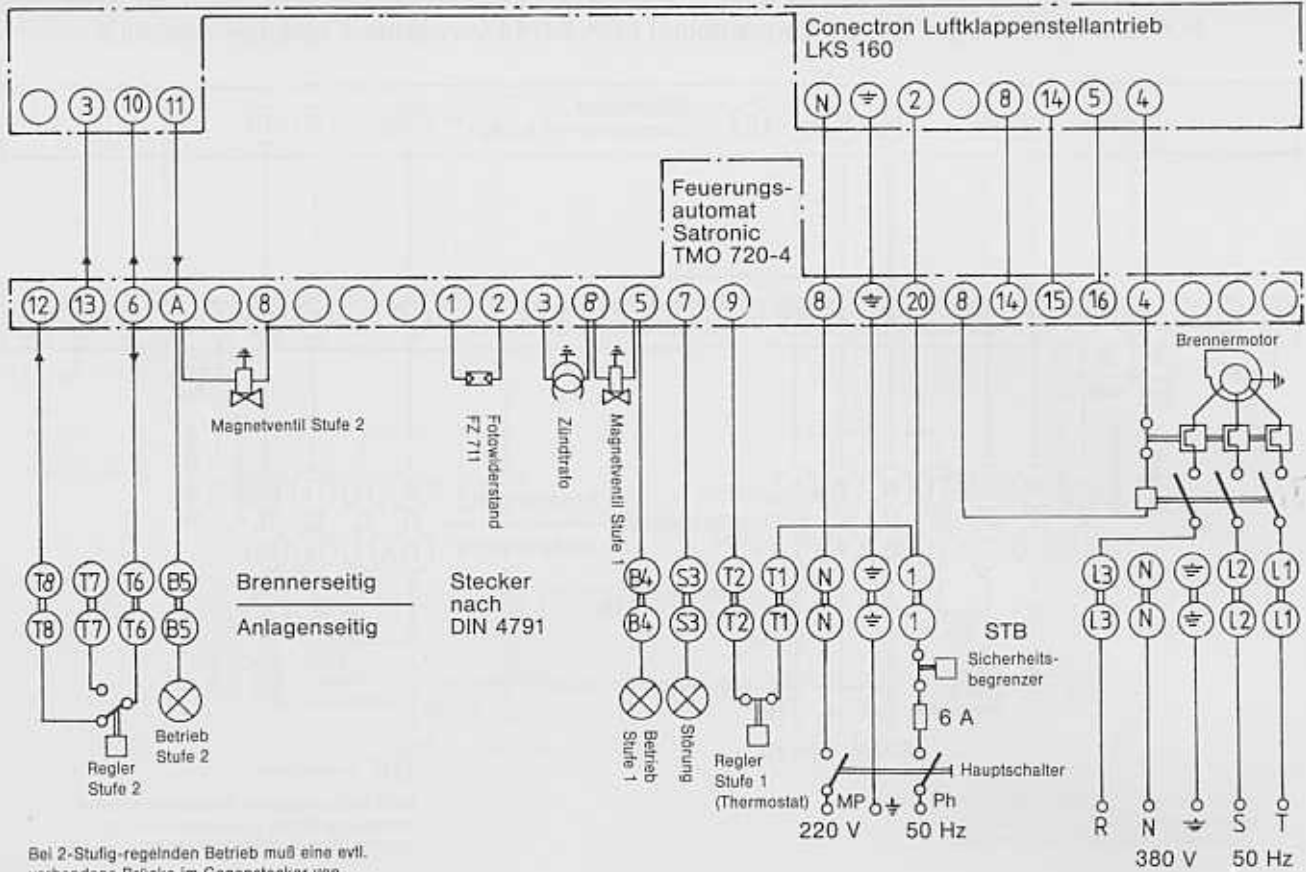 Conectron Luftklappenstellantrieb
LKS 160
3 10 11
N 2 8 14 5 4
Feuerungs-
automat
Satronic
TMO 720-4
12 13 6 A 8 1 2 3 8 5 7 9 8 20 8 14 15 16 4
Brennermotor
Magnetventil Stufe 2
Fotowiderstand
FZ 711
Zündtrafo
Magnetventil Stufe 1
T8 T7 T6 B5
Brennerseitig
Stecker
nach
DIN 4791
B4 S3 T2 T1 N 1
L3 N L2 L1
T8 T7 T6 B5
Anlagenseitig
B4 S3 T2 T1 N 1
L3 N L2 L1
STB
Sicherheits-
begrenzer
6 A
Regler
Stufe 2
Betrieb
Stufe 2
Betrieb
Stufe 1
Störung
Regler
Stufe 1
(Thermostat)
Hauptschalter
MP Ph
220 V 50 Hz
R N S T
380 V 50 Hz
Bei 2-Stufig-regelnden Betrieb muß eine evtl.